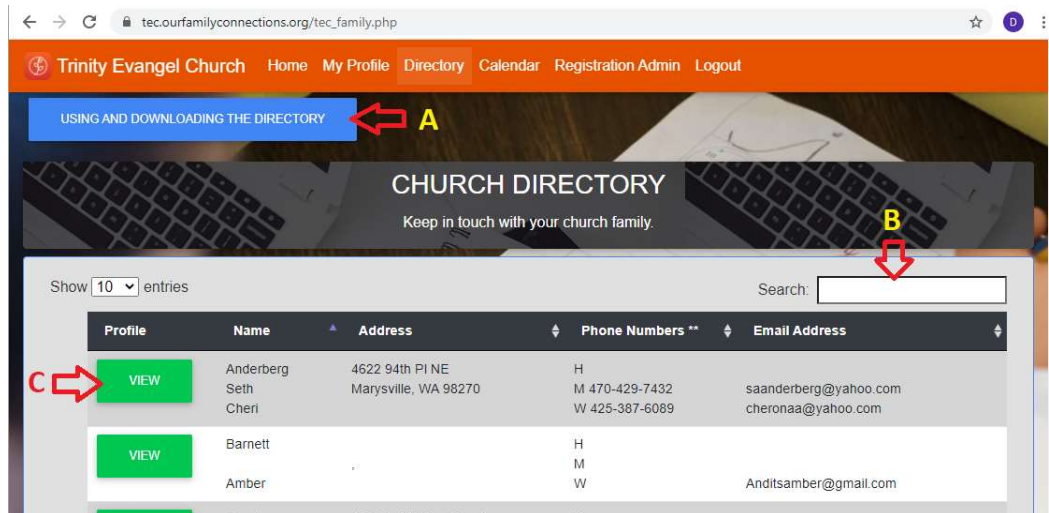 tec.ourfamilyconnections.org/tec_family.php
D
Trinity Evangel Church Home My Profile Directory Calendar Registration Admin Logout
USING AND DOWNLOADING THE DIRECTORY
A
CHURCH DIRECTORY
Keep in touch with your church family.
B
Show 10 entries
Search:
Profile Name Address Phone Numbers ** Email Address
C
VIEW
Anderberg 4622 94th Pl NE H
Seth Marysville, WA 98270 M 470-429-7432 saanderberg@yahoo.com
Cheri W 425-387-6089 cheronaa@yahoo.com
VIEW
Barnett H
, M
Amber W Anditsamber@gmail.com